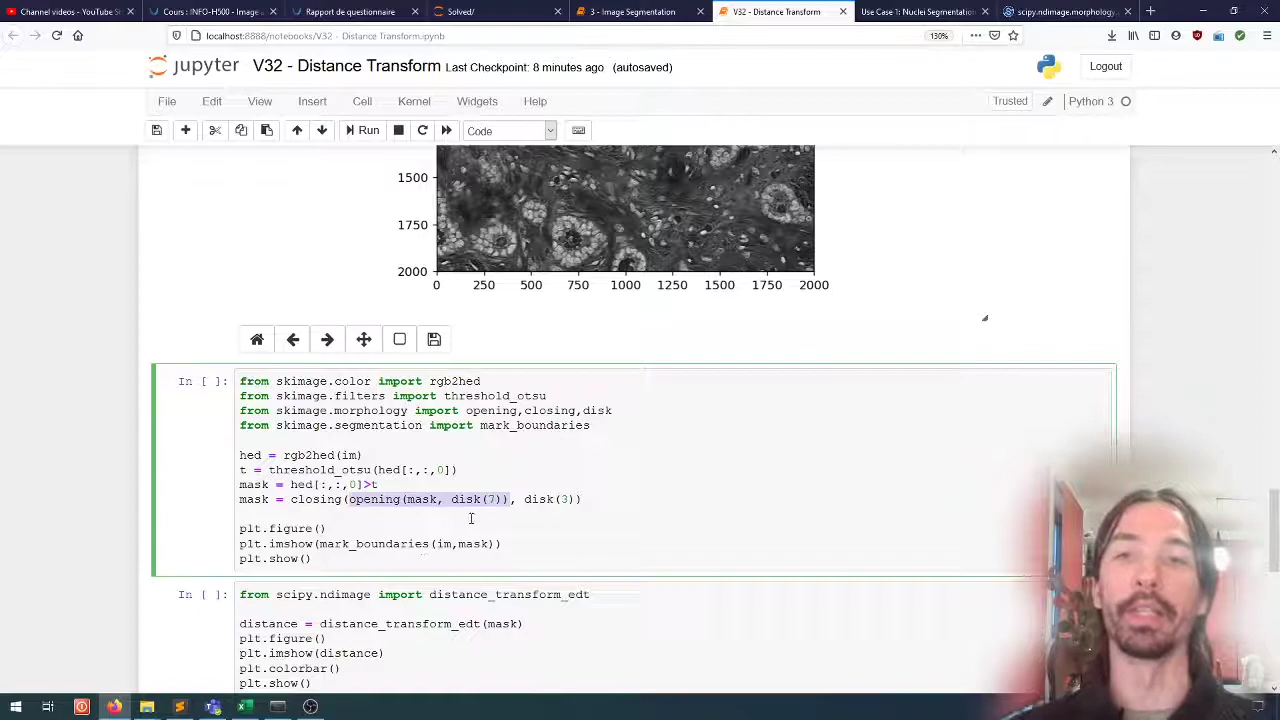 Channel videos - YouTube St
Cours : INFO-H500 - Image-
Rapport de questionnaire
Solved/
3 - Image Segmentation
V32 - Distance Transform
Use Case 1: Nuclei Segmentation
scipy.ndimage.morphology.
localhost:8888/notebooks/V32 - Distance Transform.ipynb
130%
jupyter V32 - Distance Transform Last Checkpoint: 8 minutes ago (autosaved)
Logout
File Edit View Insert Cell Kernel Widgets Help
Trusted
Python 3
Run
Code
1500
1750
2000
0 250 500 750 1000 1250 1500 1750 2000
In [ ]: from skimage.color import rgb2hed
from skimage.filters import threshold_otsu
from skimage.morphology import opening,closing,disk
from skimage.segmentation import mark_boundaries
hed = rgb2hed(im)
t = threshold_otsu(hed[:,:,0])
mask = hed[:,:,0]>t
mask = closing(opening(mask, disk(7)), disk(3))
plt.figure()
plt.imshow(mark_boundaries(im,mask))
plt.show()
In [ ]: from scipy.ndimage import distance_transform_edt
distance = distance_transform_edt(mask)
plt.figure()
plt.imshow(distance)
plt.colorbar()
plt.show()